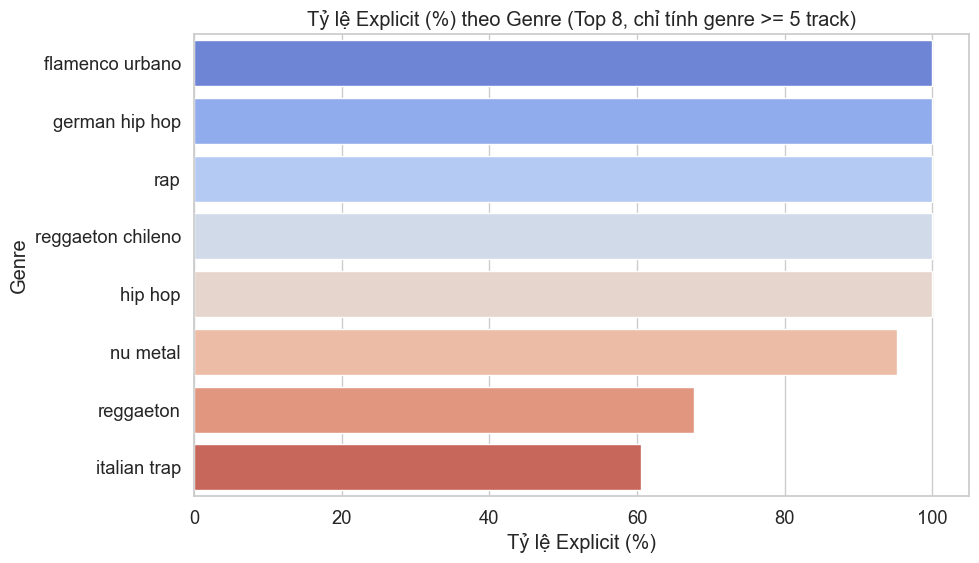 Tỷ lệ Explicit (%) theo Genre (Top 8, chỉ tính genre >= 5 track)
Genre
flamenco urbano
german hip hop
rap
reggaeton chileno
hip hop
nu metal
reggaeton
italian trap
0 20 40 60 80 100
Tỷ lệ Explicit (%)